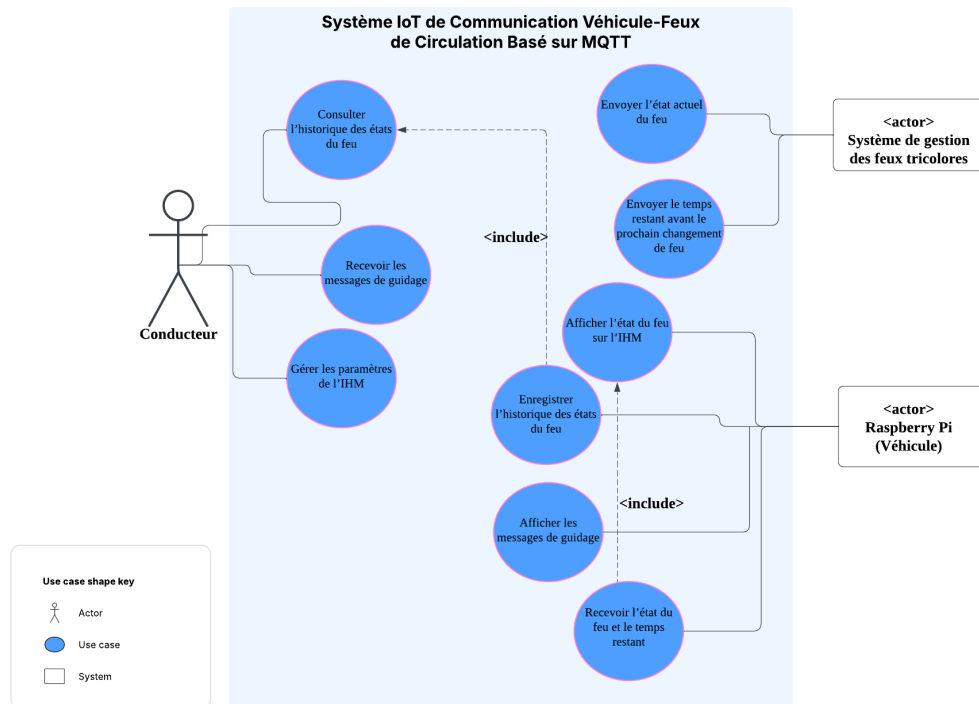 Système IoT de Communication Véhicule-Feux
de Circulation Basé sur MQTT
Consulter
l’historique des états
du feu
Envoyer l’état actuel
du feu
<actor>
Système de gestion
des feux tricolores
Envoyer le temps
restant avant le
prochain changement
de feu
<include>
Recevoir les
messages de guidage
Conducteur
Afficher l’état du feu
sur l’IHM
Gérer les paramètres
de l’IHM
Enregistrer
l’historique des états
du feu
<actor>
Raspberry Pi
(Véhicule)
<include>
Afficher les
messages de guidage
Recevoir l’état du
feu et le temps
restant
Use case shape key
Actor
Use case
System